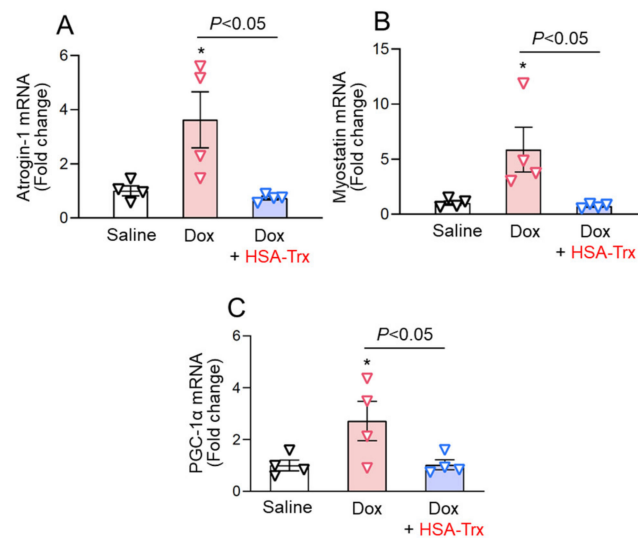 A
P<0.05
*
Atrogin-1 mRNA
(Fold change)
6
4
2
0
Saline
Dox
Dox
+ HSA-Trx
B
P<0.05
*
Myostatin mRNA
(Fold change)
15
10
5
0
Saline
Dox
Dox
+ HSA-Trx
C
P<0.05
*
PGC-1α mRNA
(Fold change)
6
4
2
0
Saline
Dox
Dox
+ HSA-Trx